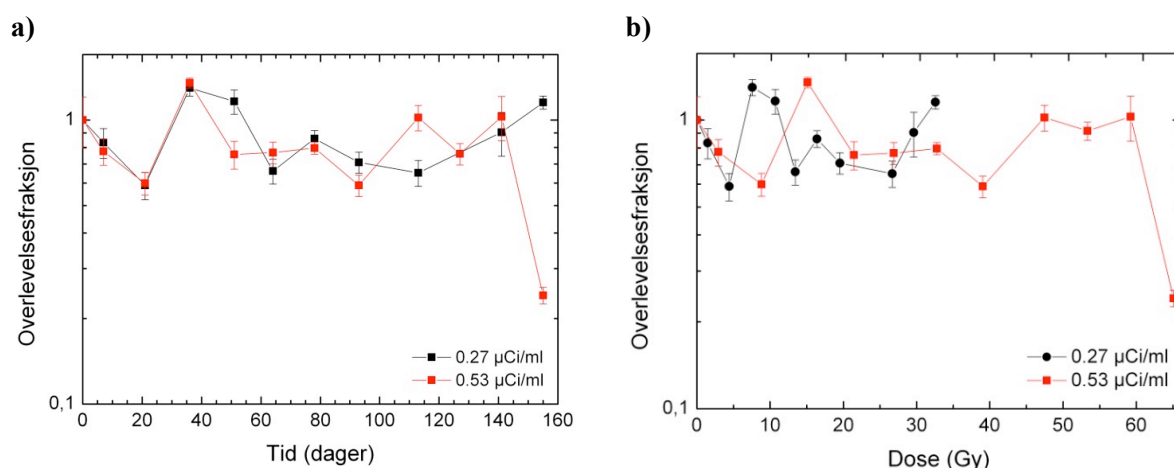 a)
Overlevelsesfraksjon
1
0,1
0 20 40 60 80 100 120 140 160
Tid (dager)
0.27 µCi/ml
0.53 µCi/ml
b)
Overlevelsesfraksjon
1
0,1
0 10 20 30 40 50 60
Dose (Gy)
0.27 µCi/ml
0.53 µCi/ml